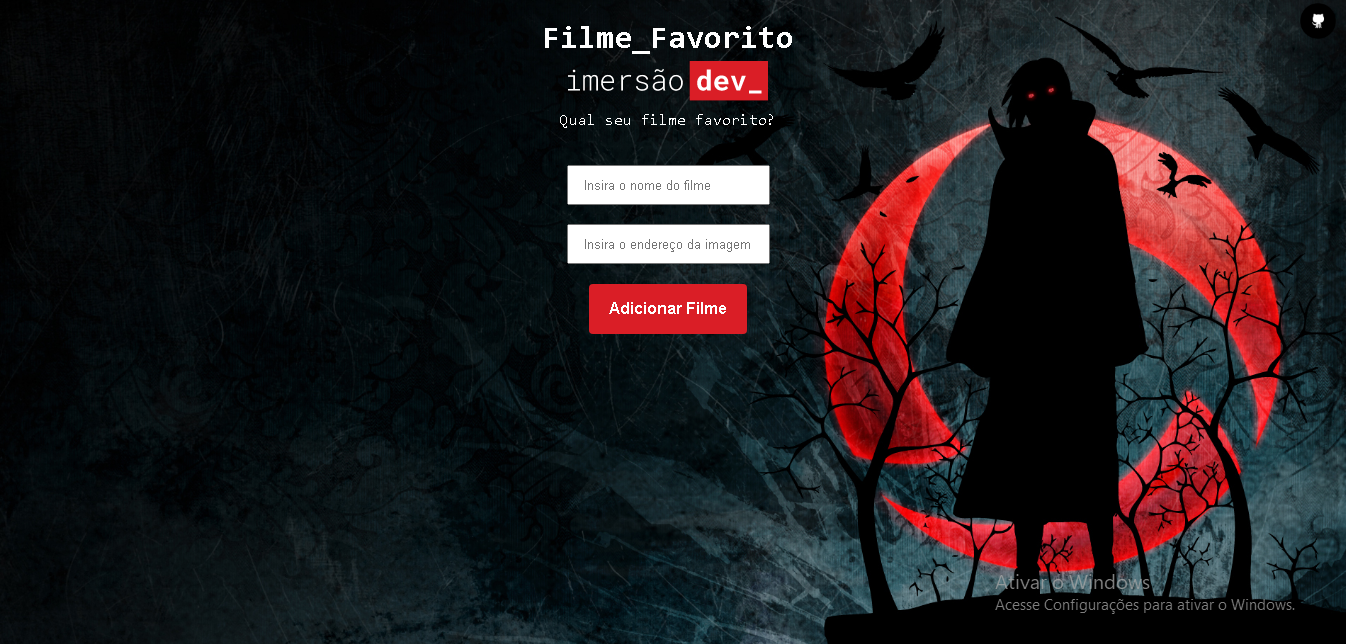 Filme_Favorito
imersão dev_
Qual seu filme favorito?
Insira o nome do filme
Insira o endereço da imagem
Adicionar Filme
Ativar o Windows
Acesse Configurações para ativar o Windows.